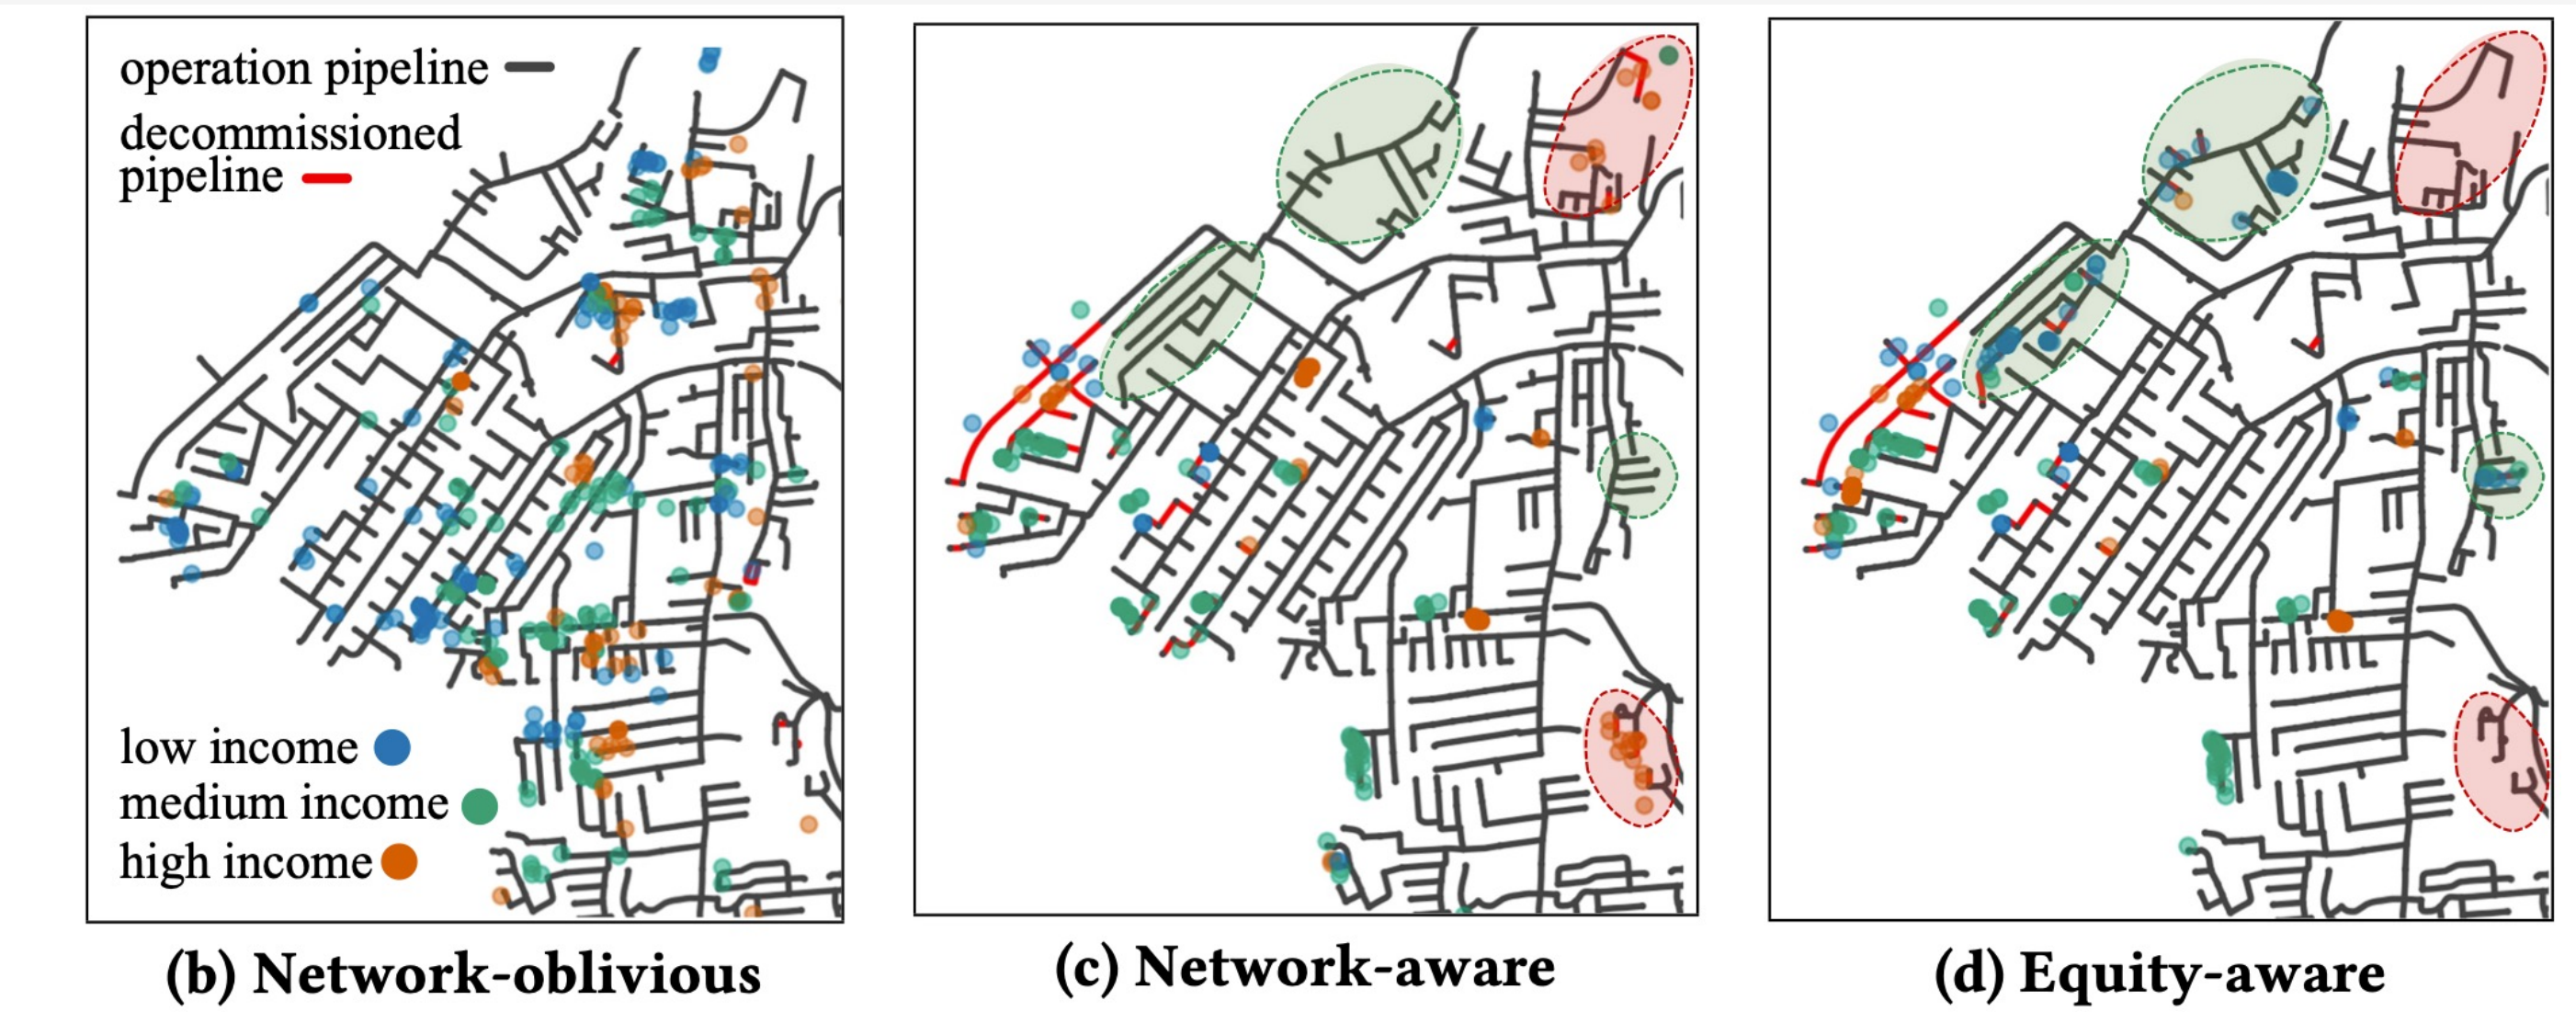 operation pipeline
decommissioned
pipeline
low income
medium income
high income
(b) Network-oblivious
(c) Network-aware
(d) Equity-aware